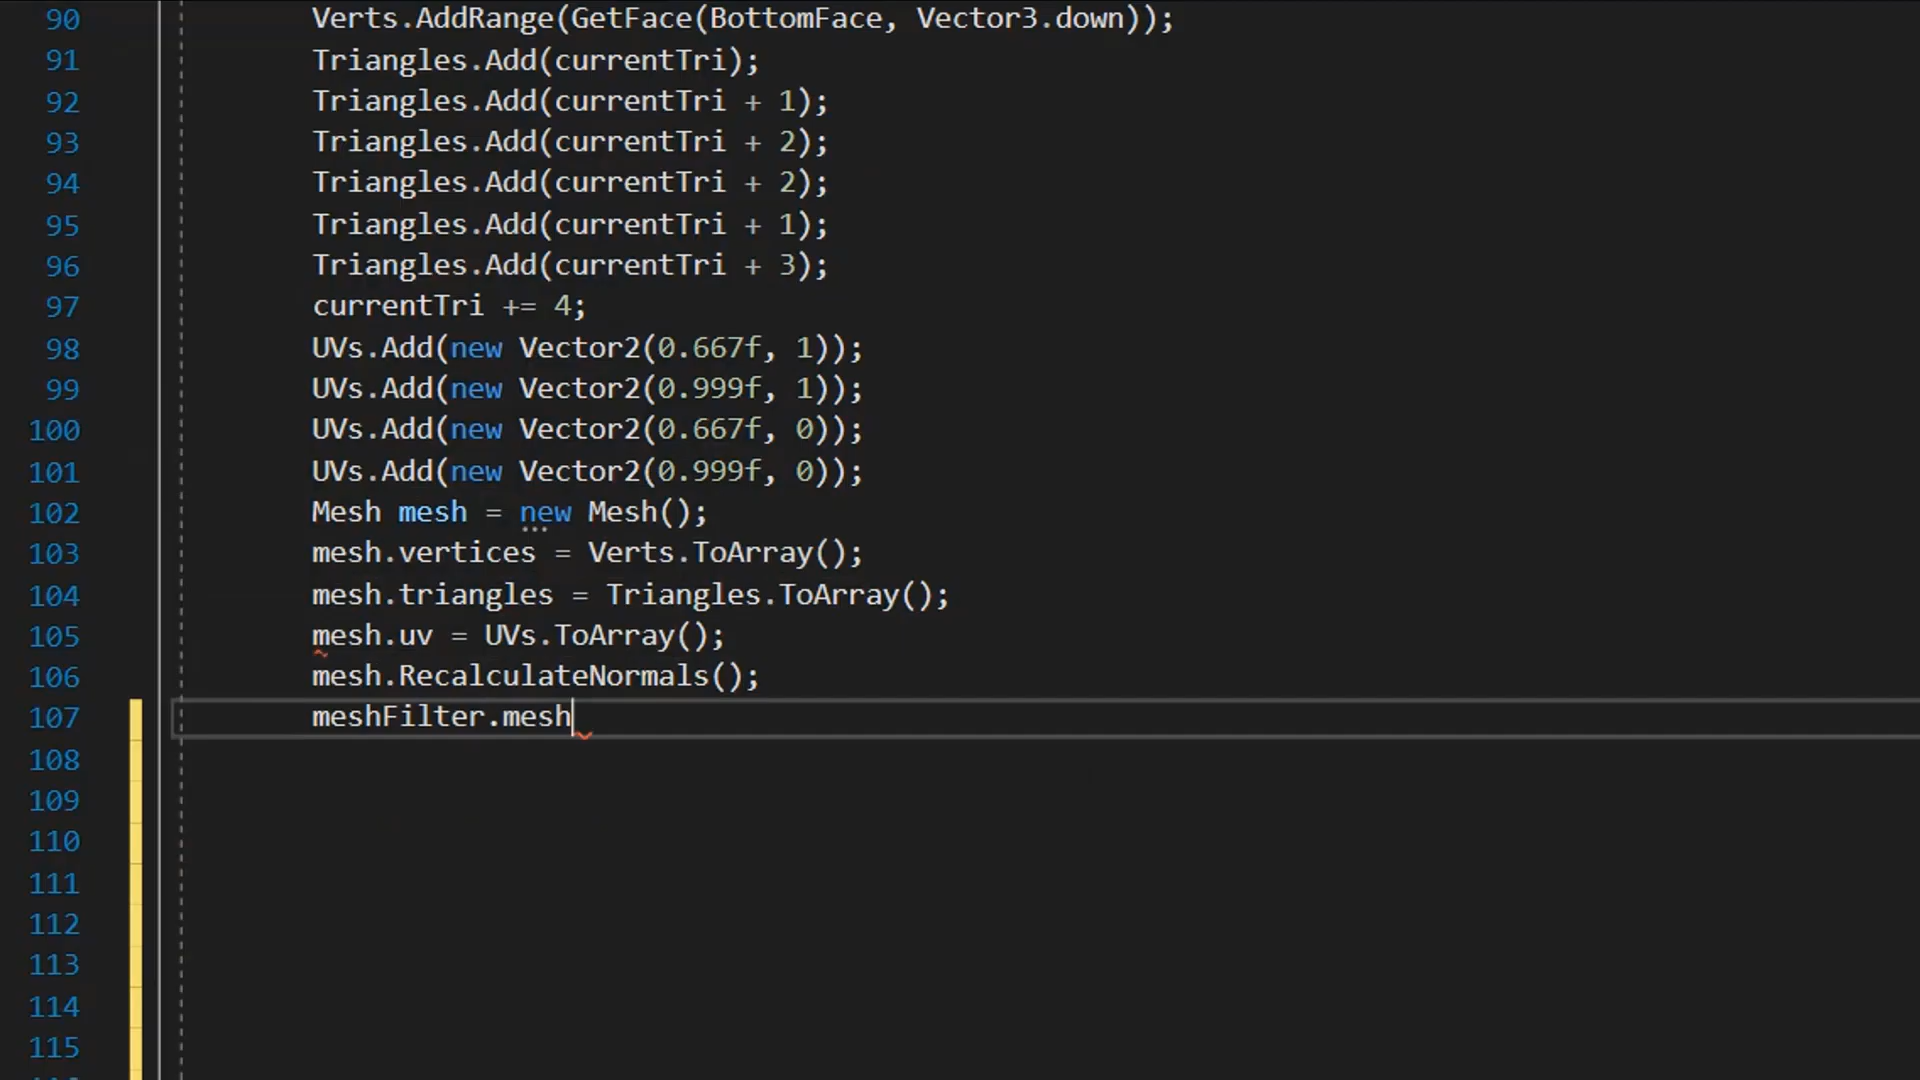 90 Verts.AddRange(GetFace(BottomFace, Vector3.down));
91 Triangles.Add(currentTri);
92 Triangles.Add(currentTri + 1);
93 Triangles.Add(currentTri + 2);
94 Triangles.Add(currentTri + 2);
95 Triangles.Add(currentTri + 1);
96 Triangles.Add(currentTri + 3);
97 currentTri += 4;
98 UVs.Add(new Vector2(0.667f, 1));
99 UVs.Add(new Vector2(0.999f, 1));
100 UVs.Add(new Vector2(0.667f, 0));
101 UVs.Add(new Vector2(0.999f, 0));
102 Mesh mesh = new Mesh();
103 mesh.vertices = Verts.ToArray();
104 mesh.triangles = Triangles.ToArray();
105 mesh.uv = UVs.ToArray();
106 mesh.RecalculateNormals();
107 meshFilter.mesh
108
109
110
111
112
113
114
115